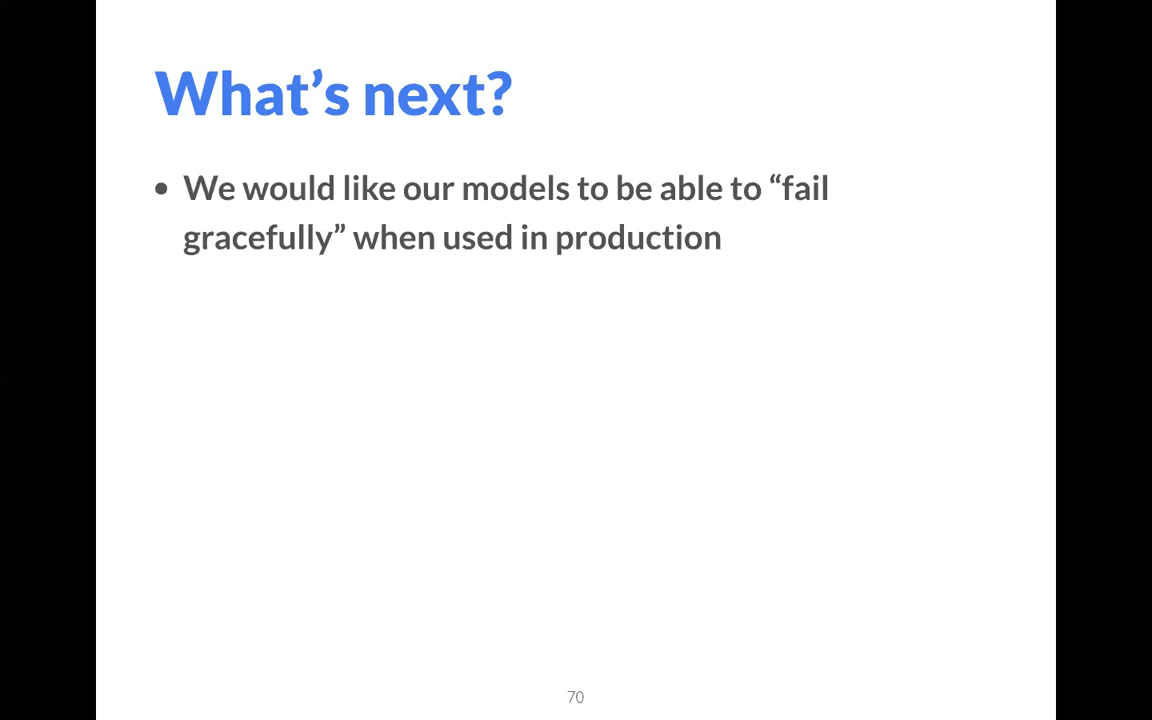 What’s next?
• We would like our models to be able to “fail
gracefully” when used in production
70